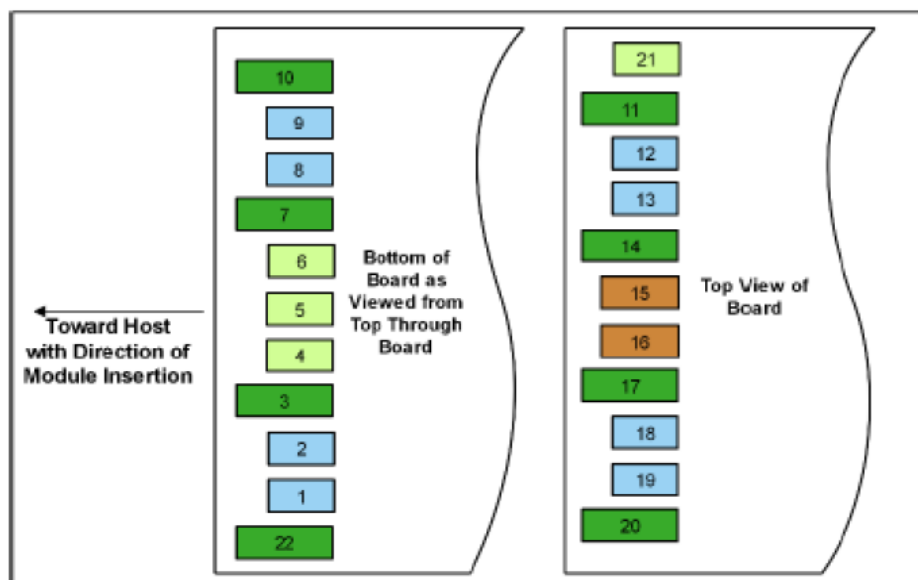 10
9
8
7
6
5
4
3
2
1
22
Bottom of
Board as
Viewed from
Top Through
Board
Toward Host
with Direction of
Module Insertion
21
11
12
13
14
15
16
17
18
19
20
Top View of
Board